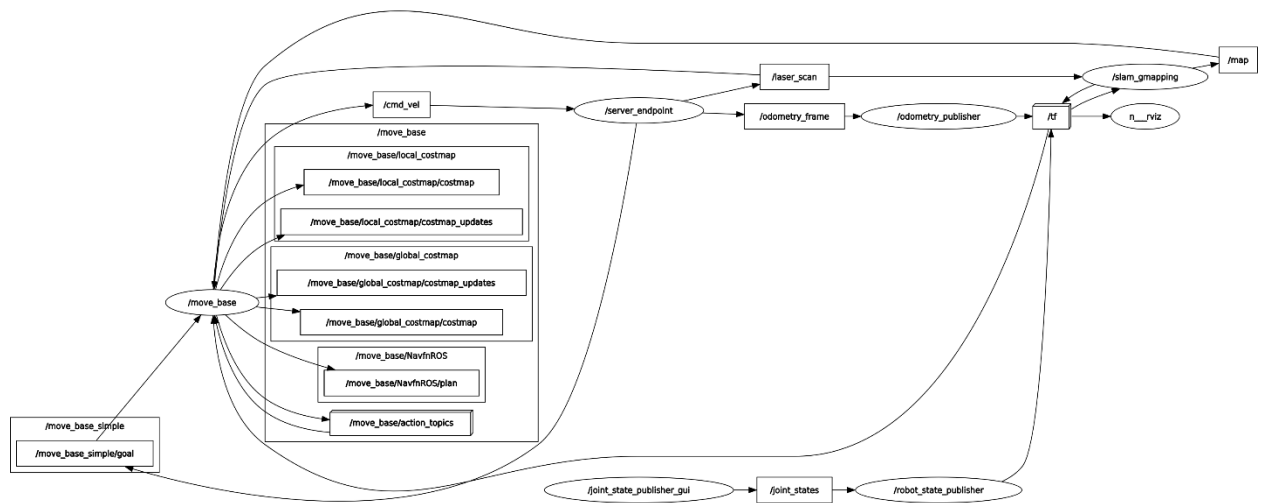 /map
/laser_scan
/slam_gmapping
/cmd_vel
/server_endpoint
/odometry_frame
/odometry_publisher
/tf
n___rviz
/move_base
/move_base/local_costmap
/move_base/local_costmap/costmap
/move_base/local_costmap/costmap_updates
/move_base/global_costmap
/move_base/global_costmap/costmap_updates
/move_base
/move_base/global_costmap/costmap
/move_base/NavfnROS
/move_base/NavfnROS/plan
/move_base/action_topics
/move_base_simple
/move_base_simple/goal
/joint_state_publisher_gui
/joint_states
/robot_state_publisher